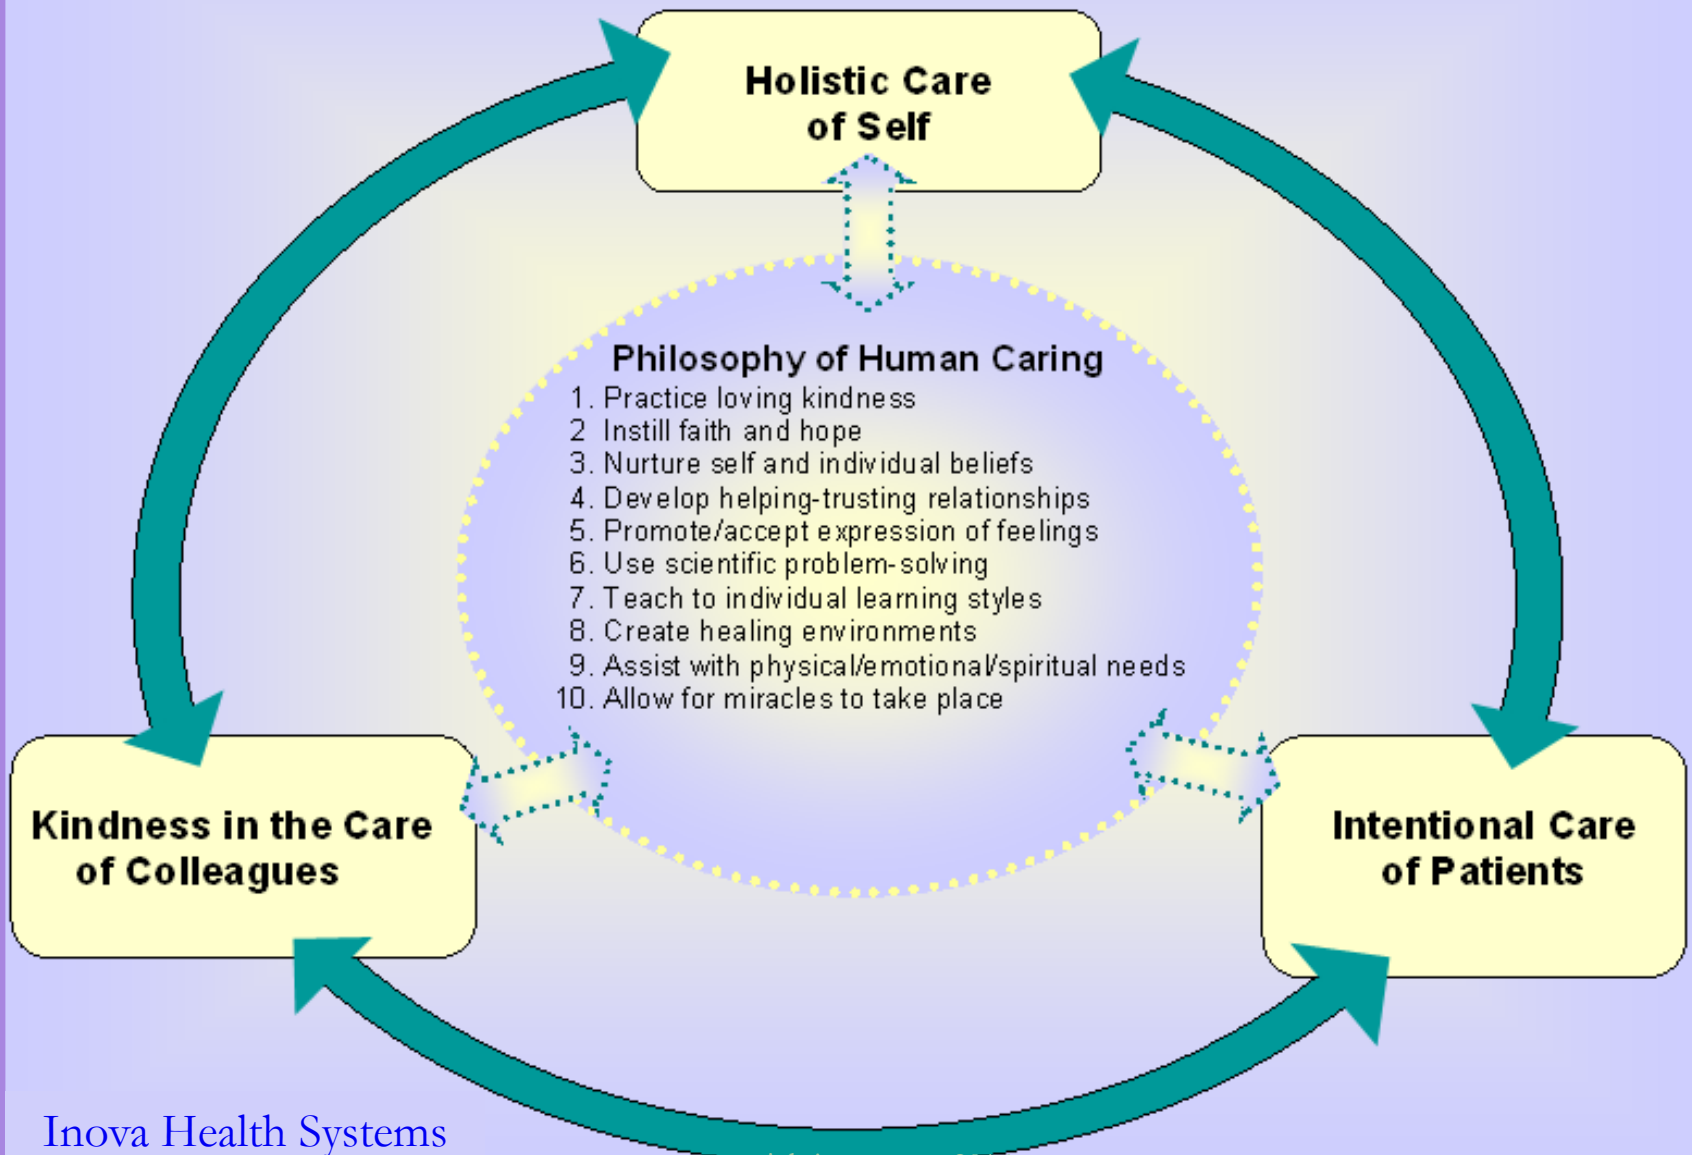 Holistic Care
of Self
Philosophy of Human Caring
1. Practice loving kindness
2 Instill faith and hope
3. Nurture self and individual beliefs
4. Develop helping-trusting relationships
5. Promote/accept expression of feelings
6. Use scientific problem-solving
7. Teach to individual learning styles
8. Create healing environments
9. Assist with physical/emotional/spiritual needs
10. Allow for miracles to take place
Kindness in the Care
of Colleagues
Intentional Care
of Patients
Inova Health Systems